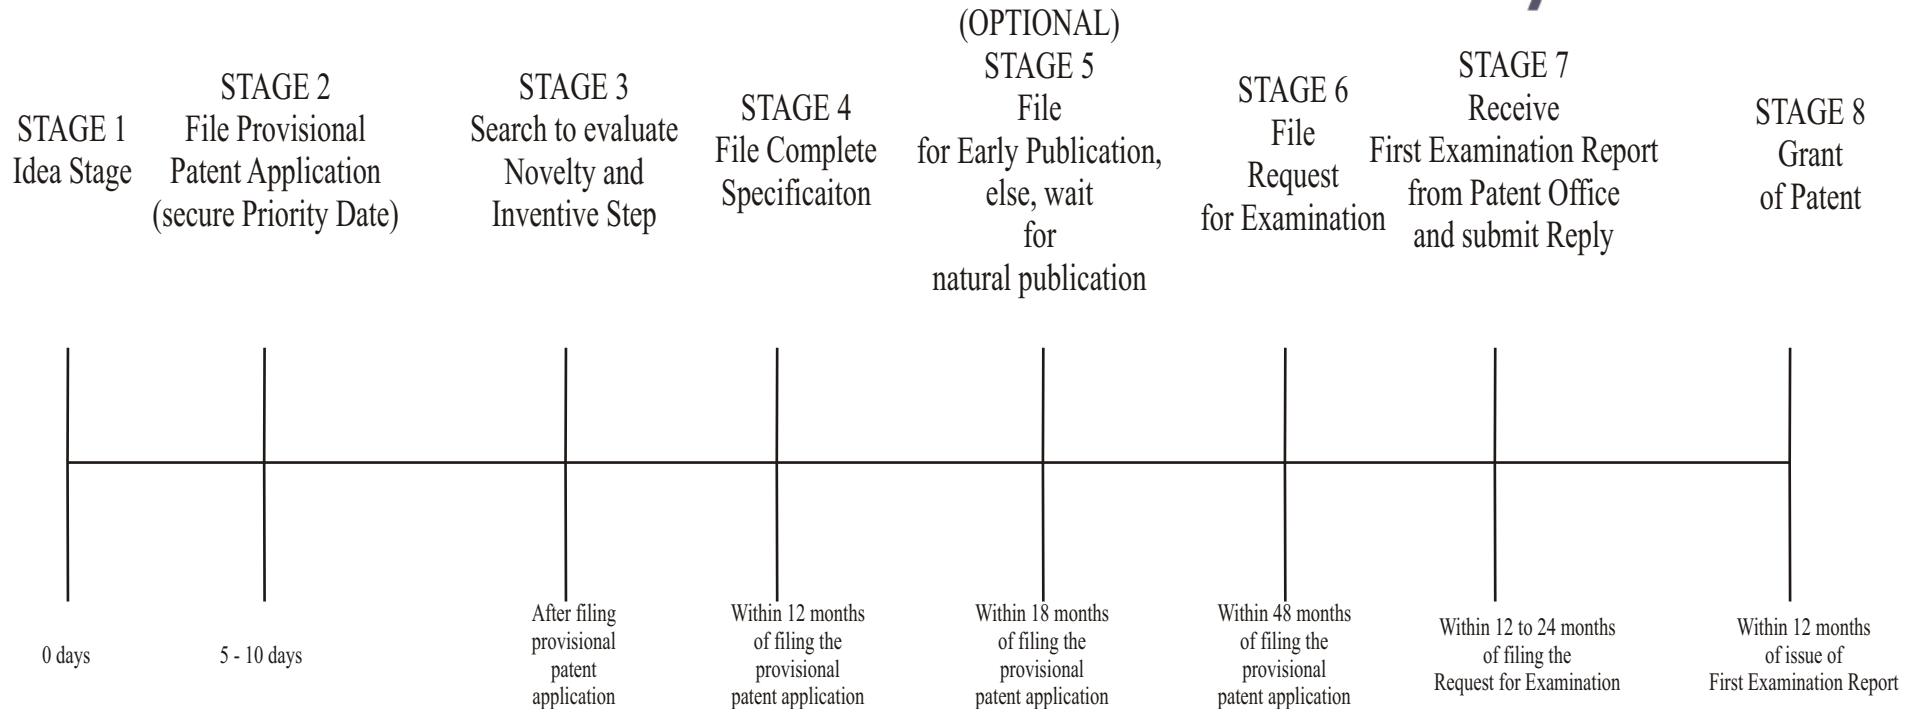 STAGE 1
Idea Stage
STAGE 2
File Provisional
Patent Application
(secure Priority Date)
STAGE 3
Search to evaluate
Novelty and
Inventive Step
STAGE 4
File Complete
Specificaiton
(OPTIONAL)
STAGE 5
File
for Early Publication,
else, wait
for
natural publication
STAGE 6
File
Request
for Examination
STAGE 7
Receive
First Examination Report
from Patent Office
and submit Reply
STAGE 8
Grant
of Patent
0 days
5 - 10 days
After filing
provisional
patent
application
Within 12 months
of filing the
provisional
patent application
Within 18 months
of filing the
provisional
patent application
Within 48 months
of filing the
provisional
patent application
Within 12 to 24 months
of filing the
Request for Examination
Within 12 months
of issue of
First Examination Report